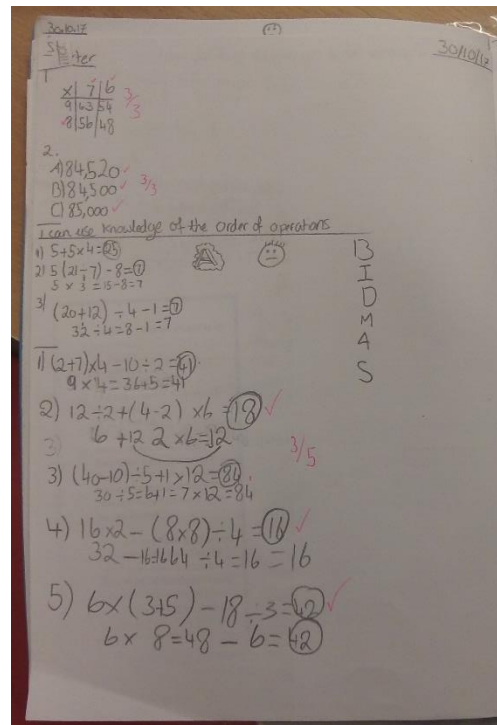 30.10.17
30/10/17
Starter
1
x | 7 | 6
9 | 63 | 54
8 | 56 | 48
3/3
2.
A) 84,520
B) 84,500
C) 85,000
3/3
I can use knowledge of the order of operations
1) 5+5×4=25
2) 5(21÷7)-8=7
5 × 3 = 15-8=7
3) (20+12)÷4-1=7
32÷4=8-1=7
B
I
D
M
A
S
1) (2+7)×4-10÷2=41
9×4=36+5=41
2) 12÷2+(4-2)×6=18
6+12 2×6=12
3)
3/5
3) (40-10)÷5+1×12=84
30÷5=6+1=7×12=84
4) 16×2-(8×8)÷4=16
32-16=16 64÷4=16=16
5) 6×(3+5)-18÷3=42
6×8=48-6=42